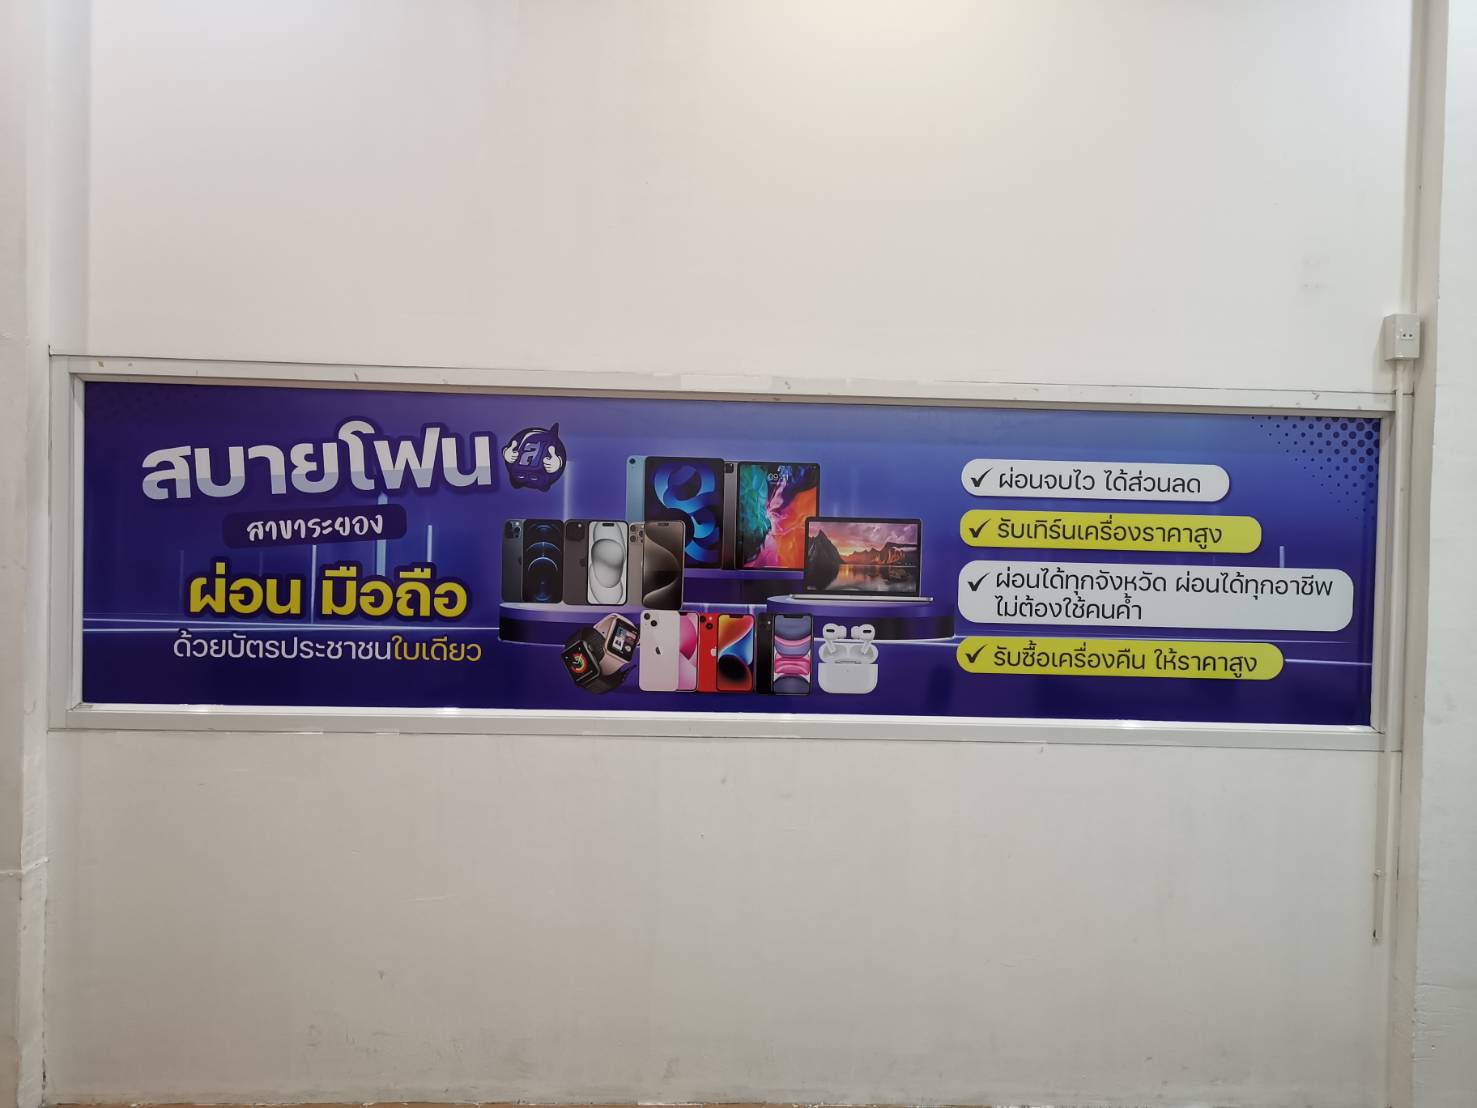 สบายโฟน
ส
สาขาระยอง
ผ่อน มือถือ
ด้วยบัตรประชาชนใบเดียว
✓ ผ่อนจบไว ได้ส่วนลด
✓ รับเทิร์นเครื่องราคาสูง
✓ ผ่อนได้ทุกจังหวัด ผ่อนได้ทุกอาชีพ
ไม่ต้องใช้คนค้ำ
✓ รับซื้อเครื่องคืน ให้ราคาสูง